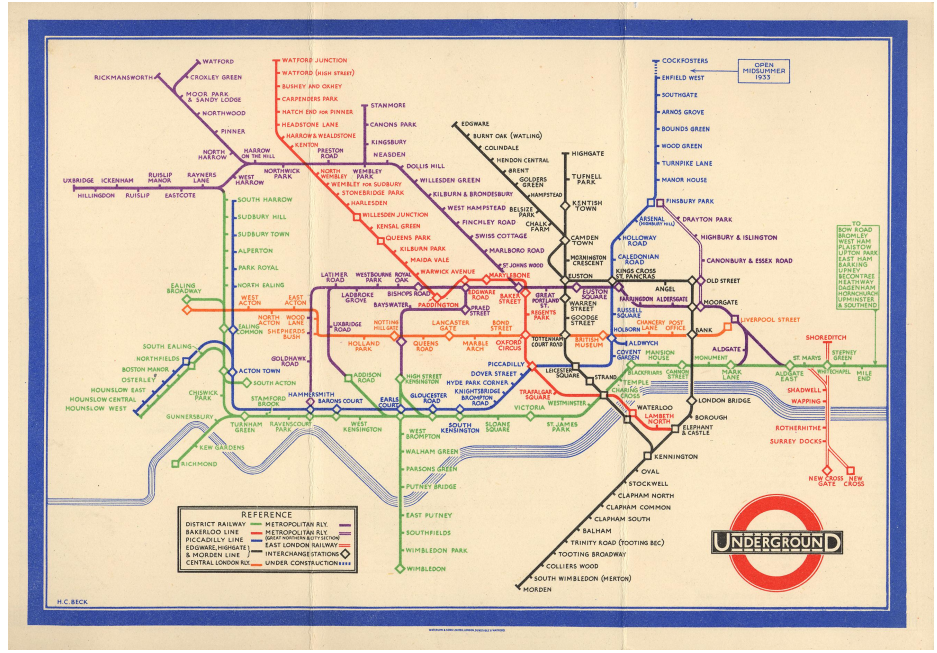 WATFORD
RICKMANSWORTH
CROXLEY GREEN
MOOR PARK
& SANDY LODGE
NORTHWOOD
PINNER
NORTH
HARROW
HARROW
ON THE HILL
NORTHWICK
PARK
PRESTON
ROAD
WEMBLEY
PARK
NEASDEN
KINGSBURY
CANONS PARK
STANMORE
WEST
HARROW
RAYNERS
LANE
EASTCOTE
RUISLIP
MANOR
RUISLIP
ICKENHAM
HILLINGDON
UXBRIDGE
WATFORD JUNCTION
WATFORD (HIGH STREET)
BUSHEY AND OXHEY
CARPENDERS PARK
HATCH END FOR PINNER
HEADSTONE LANE
HARROW & WEALDSTONE
KENTON
NORTH
WEMBLEY
WEMBLEY FOR SUDBURY
STONEBRIDGE PARK
HARLESDEN
WILLESDEN JUNCTION
KENSAL GREEN
QUEENS PARK
KILBURN PARK
MAIDA VALE
WARWICK AVENUE
PADDINGTON
EDGWARE
ROAD
MARYLEBONE
BAKER
STREET
REGENTS
PARK
OXFORD
CIRCUS
PICCADILLY
TRAFALGAR
SQUARE
CHARING
CROSS
WATERLOO
LAMBETH
NORTH
ELEPHANT
& CASTLE
DOLLIS HILL
WILLESDEN GREEN
KILBURN & BRONDESBURY
WEST HAMPSTEAD
FINCHLEY ROAD
SWISS COTTAGE
MARLBORO ROAD
ST JOHNS WOOD
EDGWARE
BURNT OAK (WATLING)
COLINDALE
HENDON CENTRAL
BRENT
GOLDERS
GREEN
HAMPSTEAD
BELSIZE
PARK
CHALK
FARM
CAMDEN
TOWN
HIGHGATE
TUFNELL
PARK
KENTISH
TOWN
MORNINGTON
CRESCENT
EUSTON
WARREN
STREET
GOODGE
STREET
TOTTENHAM
COURT ROAD
LEICESTER
SQUARE
STRAND
COCKFOSTERS
OPEN
MIDSUMMER
1933
ENFIELD WEST
SOUTHGATE
ARNOS GROVE
BOUNDS GREEN
WOOD GREEN
TURNPIKE LANE
MANOR HOUSE
FINSBURY PARK
ARSENAL
(HIGHBURY HILL)
HOLLOWAY
ROAD
CALEDONIAN
ROAD
KINGS CROSS
ST. PANCRAS
RUSSELL
SQUARE
HOLBORN
ALDWYCH
COVENT
GARDEN
DRAYTON PARK
HIGHBURY & ISLINGTON
CANONBURY & ESSEX ROAD
OLD STREET
MOORGATE
ANGEL
BANK
LONDON BRIDGE
BOROUGH
KENNINGTON
OVAL
STOCKWELL
CLAPHAM NORTH
CLAPHAM COMMON
CLAPHAM SOUTH
BALHAM
TRINITY ROAD (TOOTING BEC)
TOOTING BROADWAY
COLLIERS WOOD
SOUTH WIMBLEDON (MERTON)
MORDEN
SOUTH HARROW
SUDBURY HILL
SUDBURY TOWN
ALPERTON
PARK ROYAL
NORTH EALING
EALING
COMMON
EALING
BROADWAY
WEST
ACTON
EAST
ACTON
NORTH
ACTON
WOOD
LANE
SHEPHERDS
BUSH
HOLLAND
PARK
NOTTING
HILL GATE
QUEENS
ROAD
LANCASTER
GATE
MARBLE
ARCH
BOND
STREET
BRITISH
MUSEUM
CHANCERY
LANE
POST
OFFICE
LIVERPOOL STREET
LATIMER
ROAD
LADBROKE
GROVE
WESTBOURNE
PARK
ROYAL
OAK
BISHOPS ROAD
BAYSWATER
PRAED
STREET
GREAT
PORTLAND
ST
EUSTON
SQUARE
FARRINGDON
ALDERSGATE
UXBRIDGE
ROAD
GOLDHAWK
ROAD
HAMMERSMITH
ADDISON
ROAD
SOUTH EALING
NORTHFIELDS
BOSTON MANOR
OSTERLEY
HOUNSLOW EAST
HOUNSLOW CENTRAL
HOUNSLOW WEST
ACTON TOWN
SOUTH ACTON
CHISWICK
PARK
GUNNERSBURY
KEW GARDENS
RICHMOND
TURNHAM
GREEN
STAMFORD
BROOK
RAVENSCOURT
PARK
BARONS COURT
WEST
KENSINGTON
EARLS
COURT
HIGH STREET
KENSINGTON
GLOUCESTER
ROAD
SOUTH
KENSINGTON
BROMPTON
ROAD
KNIGHTSBRIDGE
HYDE PARK CORNER
DOVER STREET
SLOANE
SQUARE
VICTORIA
ST. JAMES
PARK
WESTMINSTER
TEMPLE
BLACKFRIARS
MANSION
HOUSE
CANNON
STREET
MONUMENT
MARK
LANE
ALDGATE
ALDGATE
EAST
ST. MARYS
WHITECHAPEL
STEPNEY
GREEN
MILE
END
SHOREDITCH
SHADWELL
WAPPING
ROTHERHITHE
SURREY DOCKS
NEW CROSS
GATE
NEW
CROSS
TO
BOW ROAD
BROMLEY
WEST HAM
PLAISTOW
UPTON PARK
EAST HAM
BARKING
UPNEY
BECONTREE
HEATHWAY
DAGENHAM
HORNCHURCH
UPMINSTER
& SOUTHEND
WEST
BROMPTON
WALHAM GREEN
PARSONS GREEN
PUTNEY BRIDGE
EAST PUTNEY
SOUTHFIELDS
WIMBLEDON PARK
WIMBLEDON
REFERENCE
DISTRICT RAILWAY
BAKERLOO LINE
PICCADILLY LINE
EDGWARE, HIGHGATE
& MORDEN LINE
CENTRAL LONDON RLY.
METROPOLITAN RLY.
METROPOLITAN RLY.
(GREAT NORTHERN & CITY SECTION)
EAST LONDON RAILWAY
INTERCHANGE STATIONS
UNDER CONSTRUCTION
UNDERGROUND
H.C. BECK